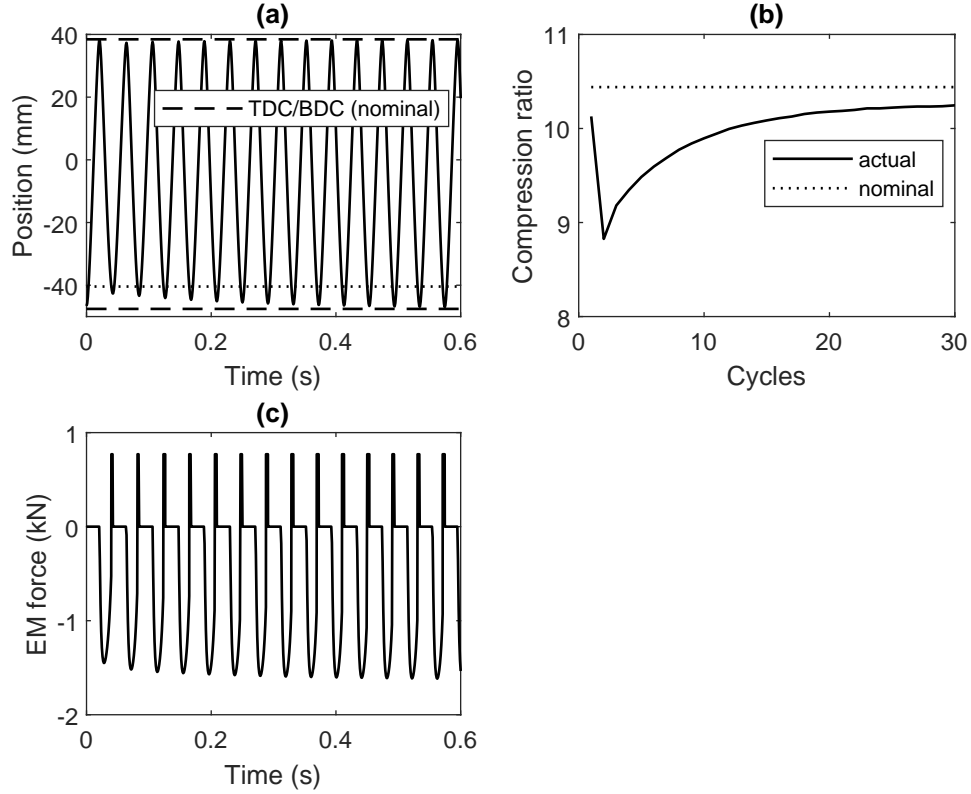 (a)
40
20
0
-20
-40
Position (mm)
TDC/BDC (nominal)
0 0.2 0.4 0.6
Time (s)
(b)
11
10
9
8
Compression ratio
actual
nominal
0 10 20 30
Cycles
(c)
1
0
-1
-2
EM force (kN)
0 0.2 0.4 0.6
Time (s)